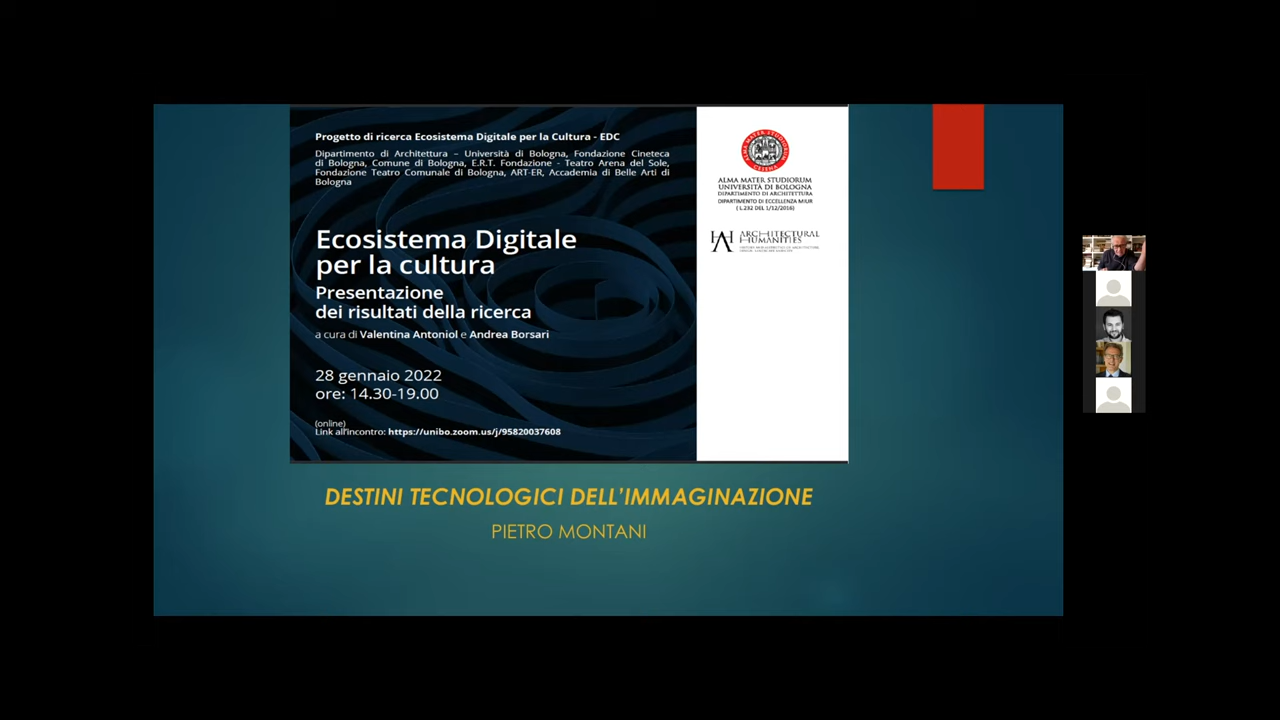 Progetto di ricerca Ecosistema Digitale per la Cultura - EDC
Dipartimento di Architettura – Università di Bologna, Fondazione Cineteca
di Bologna, Comune di Bologna, E.R.T. Fondazione - Teatro Arena del Sole,
Fondazione Teatro Comunale di Bologna, ART-ER, Accademia di Belle Arti di
Bologna
Ecosistema Digitale
per la cultura
Presentazione
dei risultati della ricerca
a cura di Valentina Antoniol e Andrea Borsari
28 gennaio 2022
ore: 14.30-19.00
(online)
Link all'incontro: https://unibo.zoom.us/j/95820037608
ALMA MATER STUDIORUM
UNIVERSITÀ DI BOLOGNA
DIPARTIMENTO DI ARCHITETTURA
DIPARTIMENTO DI ECCELLENZA MIUR
( L.232 DEL 1/12/2016)
ARCHITECTURAL
HUMANITIES
DESTINI TECNOLOGICI DELL'IMMAGINAZIONE
PIETRO MONTANI